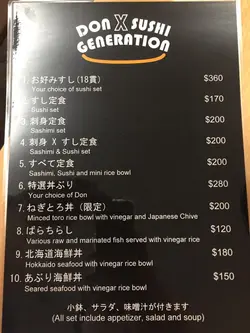 DON X SUSHI
GENERATION
1. お好みすし(18貫) $360
Your choice of sushi set
2. すし定食 $170
Sushi set
3. 刺身定食 $200
Sashimi set
4. 刺身 X すし定食 $200
Sashimi & Sushi set
5. すべて定食 $200
Sashimi, Sushi and mini rice bowl
6. 特選丼ぶり $280
Your choice of Don
7. ねぎとろ丼（限定） $200
Minced toro rice bowl with vinegar and Japanese Chive
8. ばらちらし $120
Various raw and marinated fish served with vinegar rice
9. 北海道海鮮丼 $180
Hokkaido seafood with vinegar rice bowl
10. あぶり海鮮丼 $150
Seared seafood with vinegar rice bowl
小鉢、サラダ、味噌汁が付きます
(All set include appetizer, salad and soup)